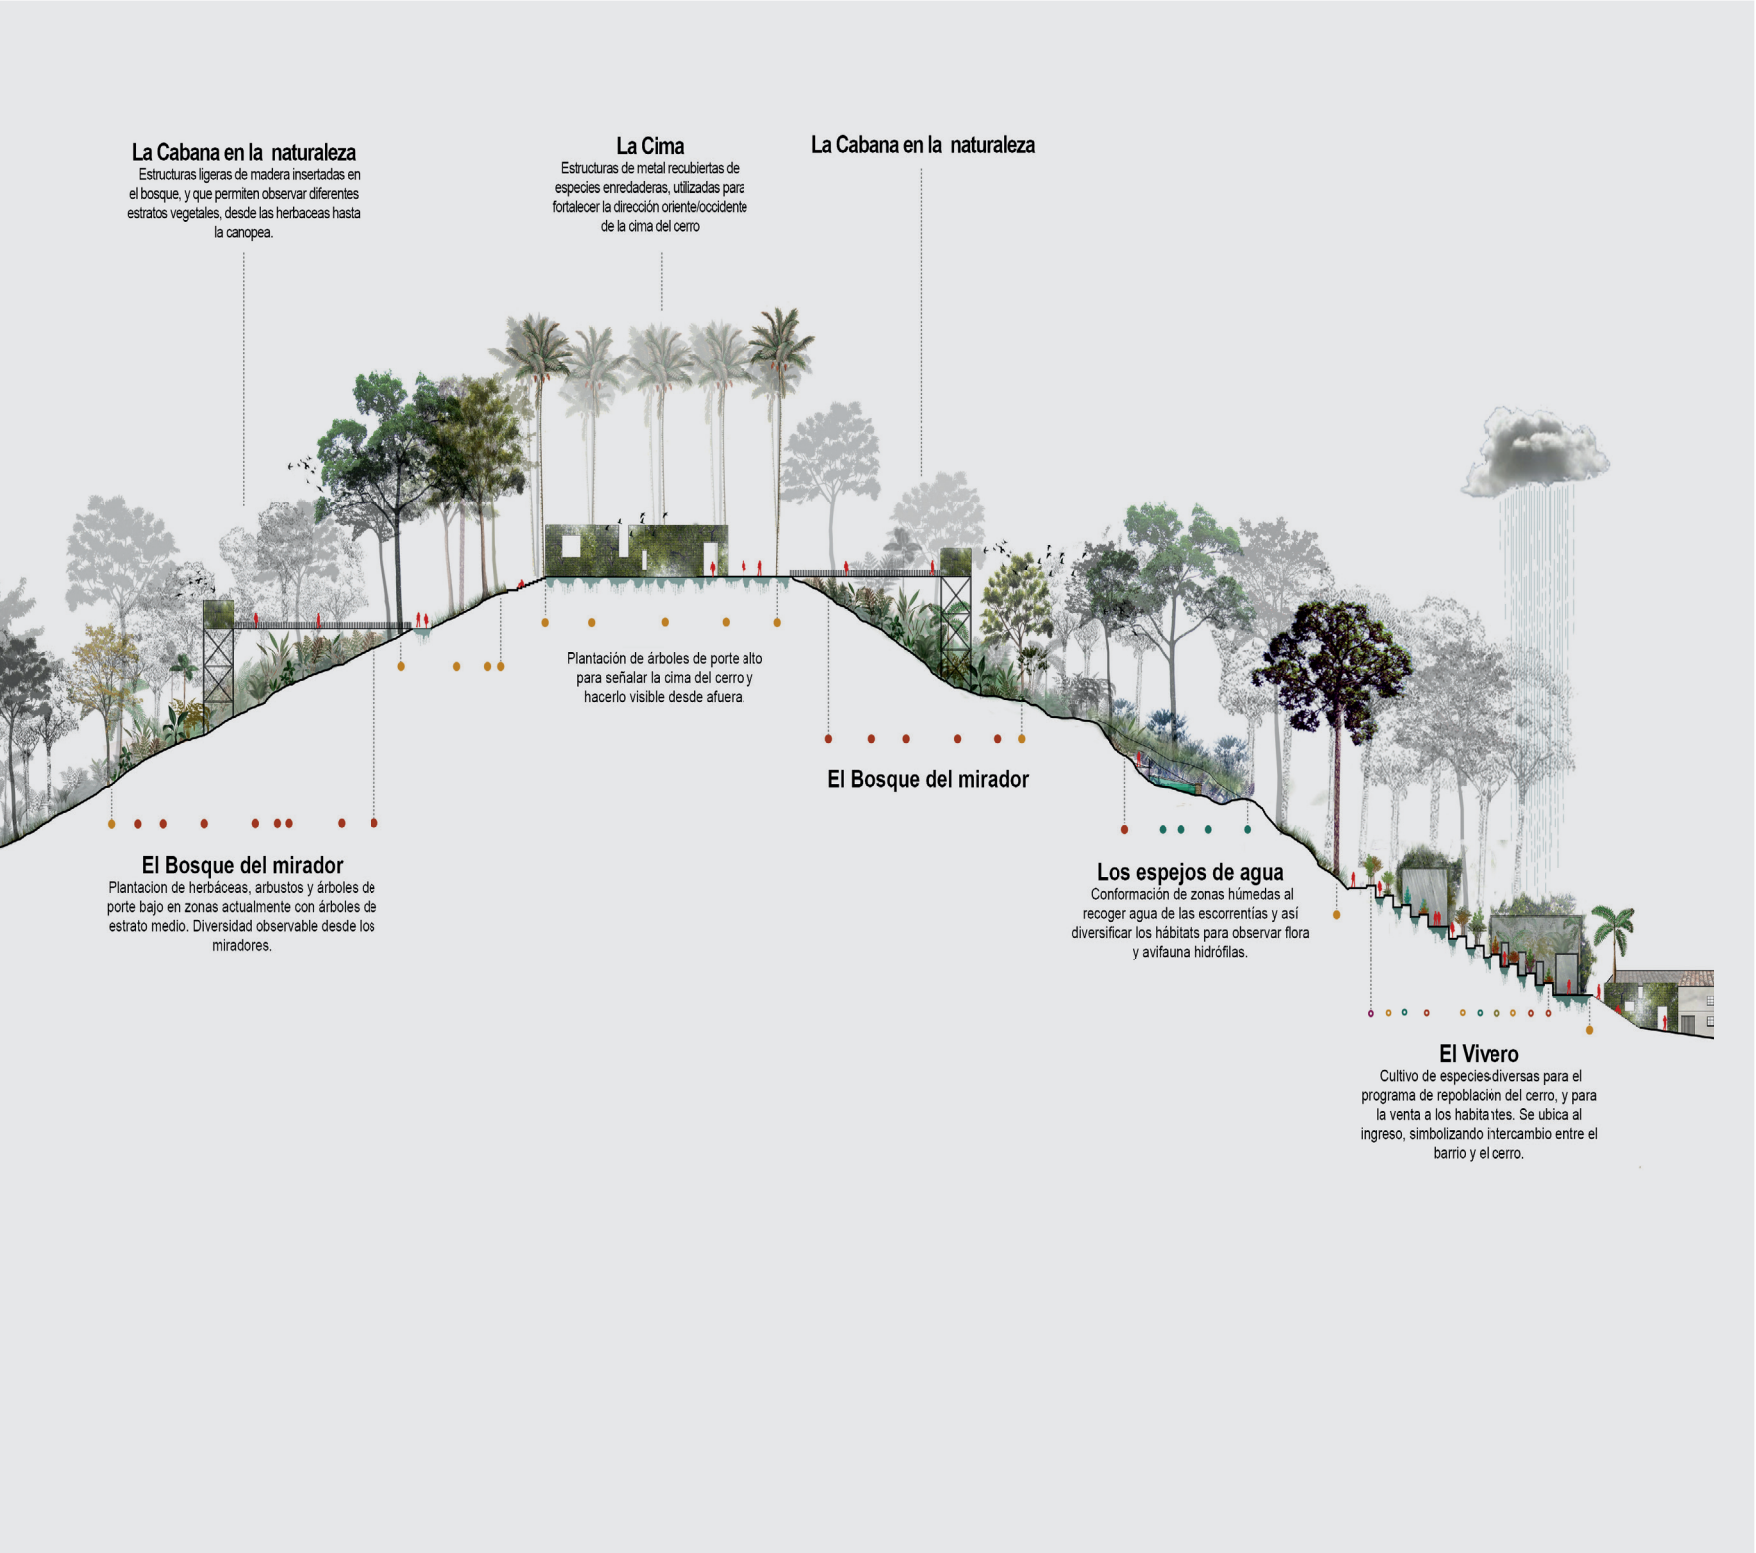 La Cabana en la naturaleza
Estructuras ligeras de madera insertadas en
el bosque, y que permiten observar diferentes
estratos vegetales, desde las herbaceas hasta
la canopea.
La Cima
Estructuras de metal recubiertas de
especies enredaderas, utilizadas para
fortalecer la dirección oriente/occidente
de la cima del cerro
La Cabana en la naturaleza
Plantación de árboles de porte alto
para señalar la cima del cerro y
hacerlo visible desde afuera
El Bosque del mirador
El Bosque del mirador
Plantacion de herbáceas, arbustos y árboles de
porte bajo en zonas actualmente con árboles de
estrato medio. Diversidad observable desde los
miradores.
Los espejos de agua
Conformación de zonas húmedas al
recoger agua de las escorrentías y así
diversificar los hábitats para observar flora
y avifauna hidrófilas.
El Vivero
Cultivo de especies diversas para el
programa de repoblación del cerro, y para
la venta a los habitantes. Se ubica al
ingreso, simbolizando intercambio entre el
barrio y el cerro.